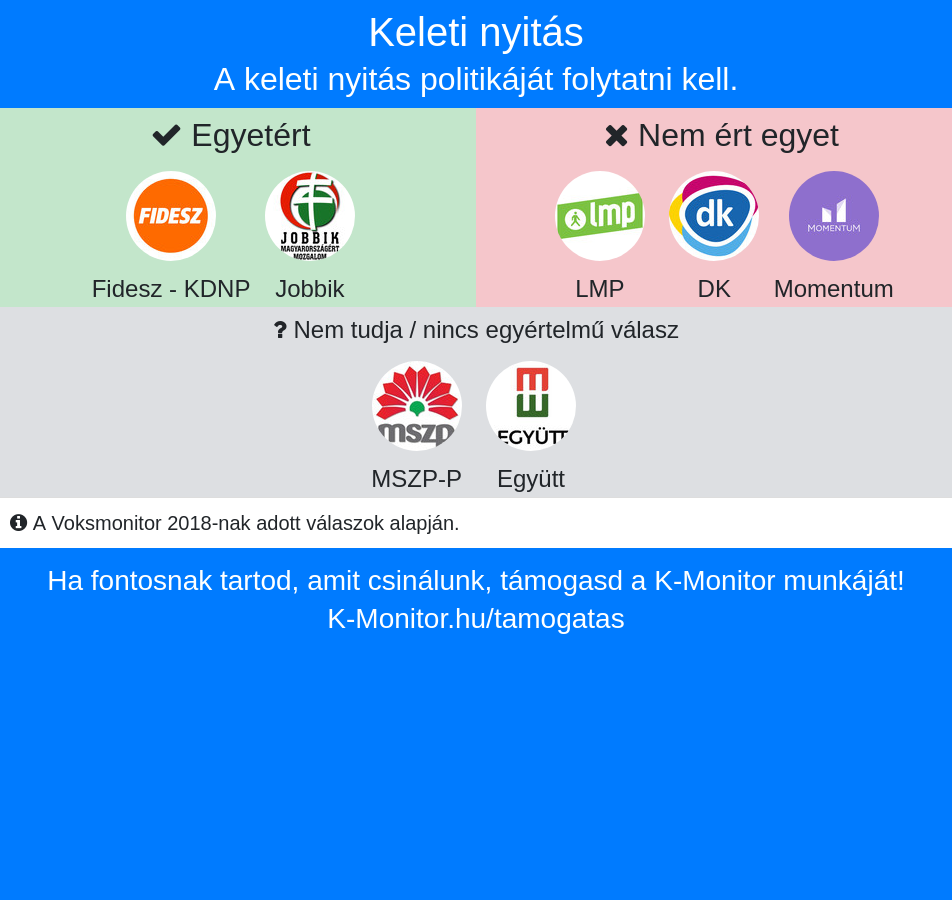 Keleti nyitás
A keleti nyitás politikáját folytatni kell.
Egyetért
Nem ért egyet
FIDESZ
JOBBIK
MAGYARORSZÁGÉRT
MOZGALOM
lmp
dk
MOMENTUM
Fidesz - KDNP
Jobbik
LMP
DK
Momentum
? Nem tudja / nincs egyértelmű válasz
mszp
EGYÜTT
MSZP-P
Együtt
A Voksmonitor 2018-nak adott válaszok alapján.
Ha fontosnak tartod, amit csinálunk, támogasd a K-Monitor munkáját!
K-Monitor.hu/tamogatas